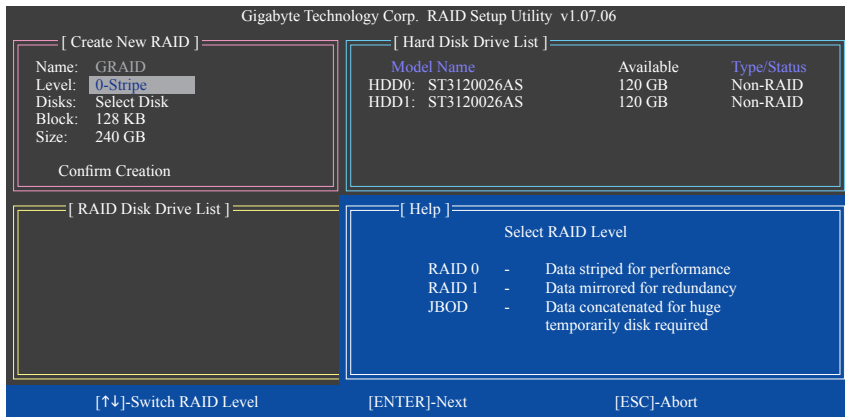 Gigabyte Technology Corp. RAID Setup Utility v1.07.06
[ Create New RAID ]
Name: GRAID
Level: 0-Stripe
Disks: Select Disk
Block: 128 KB
Size: 240 GB
Confirm Creation
[ Hard Disk Drive List ]
Model Name Available Type/Status
HDD0: ST3120026AS 120 GB Non-RAID
HDD1: ST3120026AS 120 GB Non-RAID
[ RAID Disk Drive List ]
[ Help ]
Select RAID Level
RAID 0 - Data striped for performance
RAID 1 - Data mirrored for redundancy
JBOD - Data concatenated for huge
temporarily disk required
[↑↓]-Switch RAID Level [ENTER]-Next [ESC]-Abort